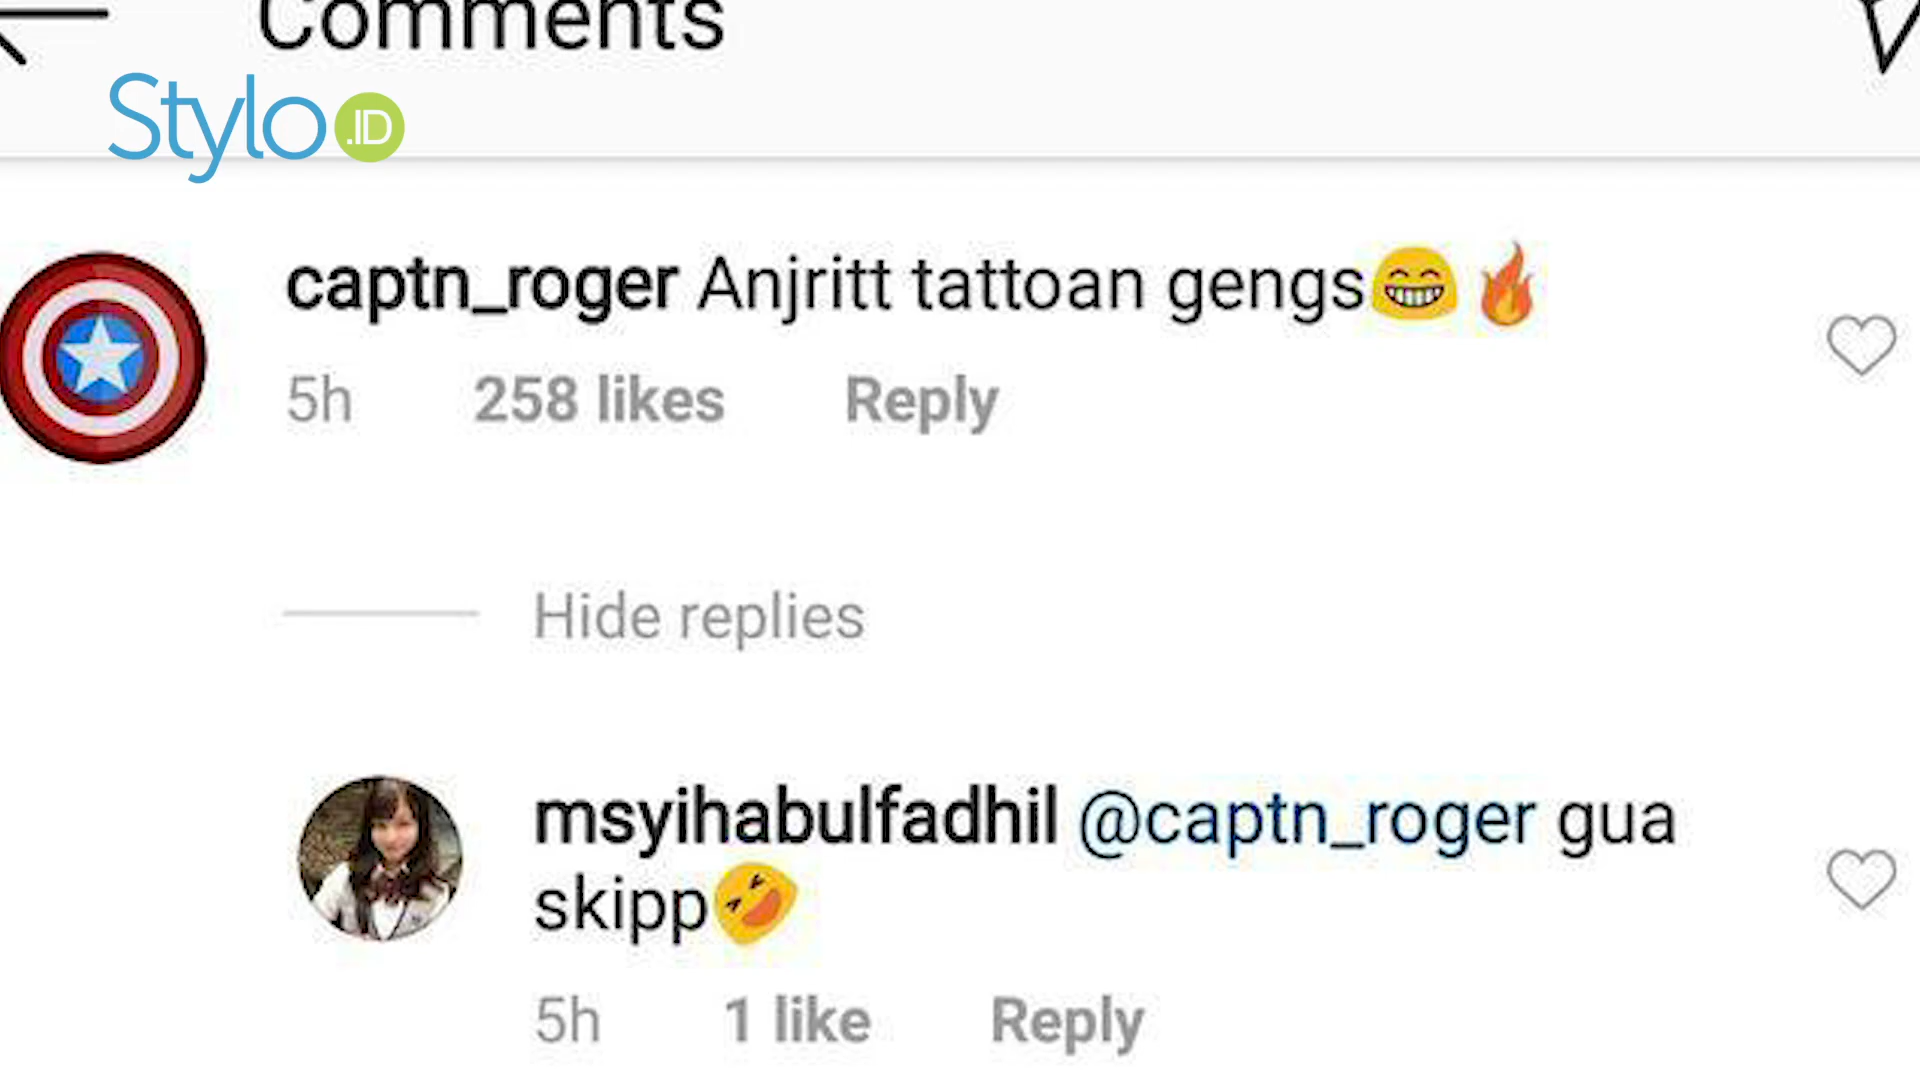 Comments
Stylo.ID
captn_roger Anjritt tattoan gengs😁🔥
5h 258 likes Reply
Hide replies
msyihabulfadhil @captn_roger gua
skipp🤣
5h 1 like Reply